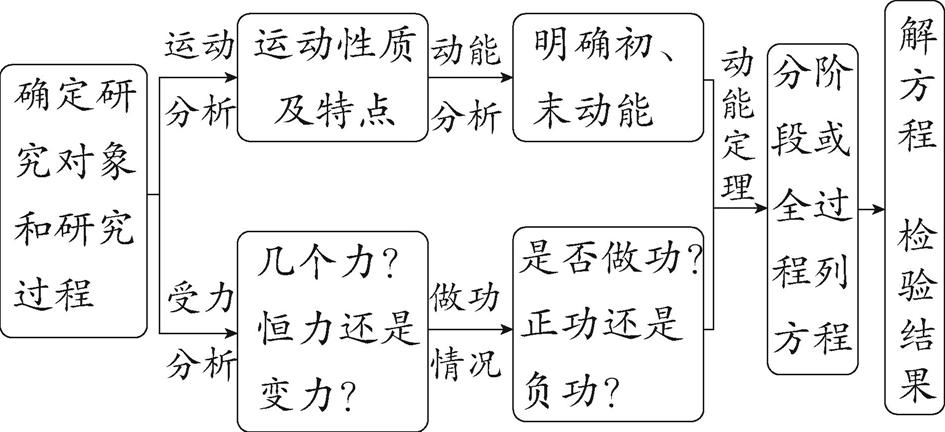 确定研
究对象
和研究
过程
运动
分析
运动性质
及特点
动能
分析
明确初、
末动能
受力
分析
几个力?
恒力还是
变力?
做功
情况
是否做功?
正功还是
负功?
动能定理
分阶
段或
全过
程列
方程
解方程
检验结果